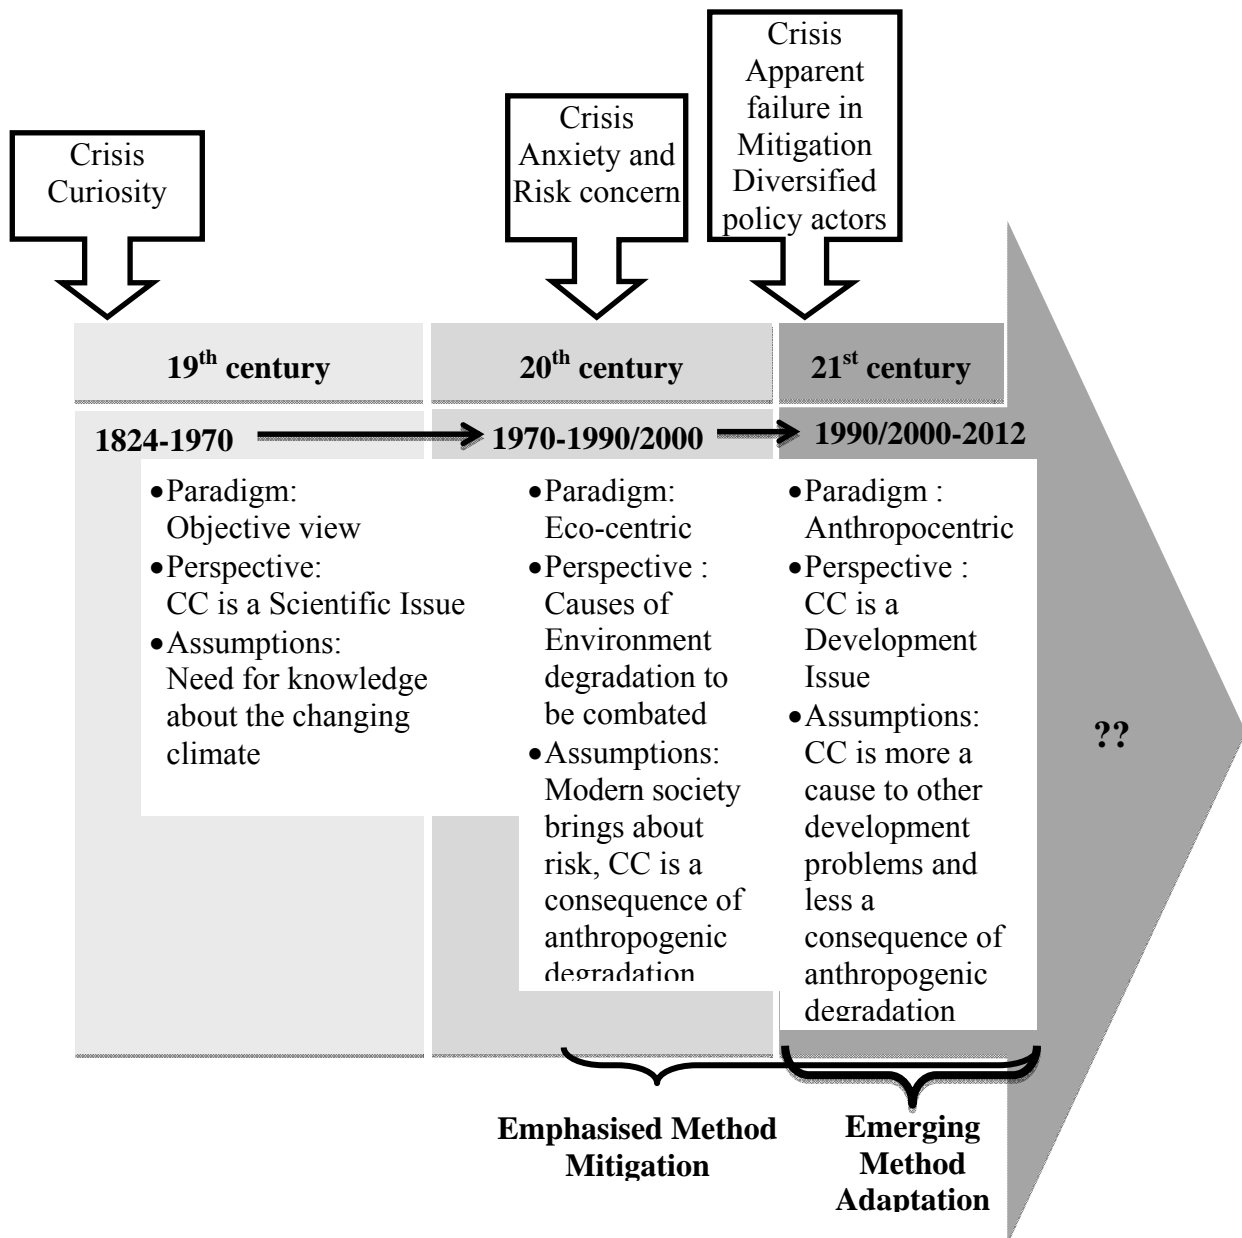 Crisis
Curiosity
Crisis
Anxiety and
Risk concern
Crisis
Apparent
failure in
Mitigation
Diversified
policy actors
19th century
20th century
21st century
1824-1970
1970-1990/2000
1990/2000-2012
•Paradigm:
Objective view
•Perspective:
CC is a Scientific Issue
•Assumptions:
Need for knowledge
about the changing
climate
•Paradigm:
Eco-centric
•Perspective :
Causes of
Environment
degradation to
be combated
•Assumptions:
Modern society
brings about
risk, CC is a
consequence of
anthropogenic
degradation
•Paradigm :
Anthropocentric
•Perspective :
CC is a
Development
Issue
•Assumptions:
CC is more a
cause to other
development
problems and
less a
consequence of
anthropogenic
degradation
??
Emphasised Method
Mitigation
Emerging
Method
Adaptation